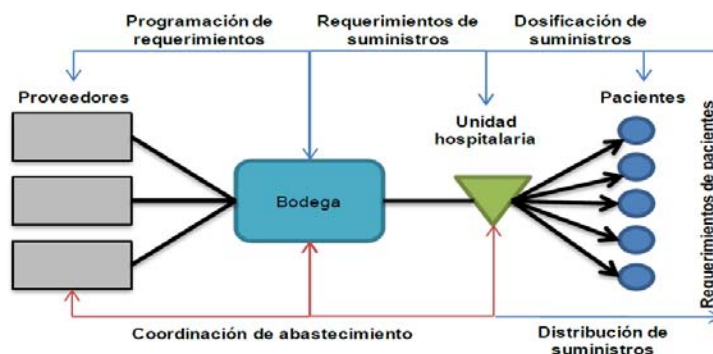 Programación de
requerimientos
Requerimientos de
suministros
Dosificación de
suministros
Proveedores
Unidad
hospitalaria
Pacientes
Bodega
Requerimientos de pacientes
Coordinación de abastecimiento
Distribución de
suministros